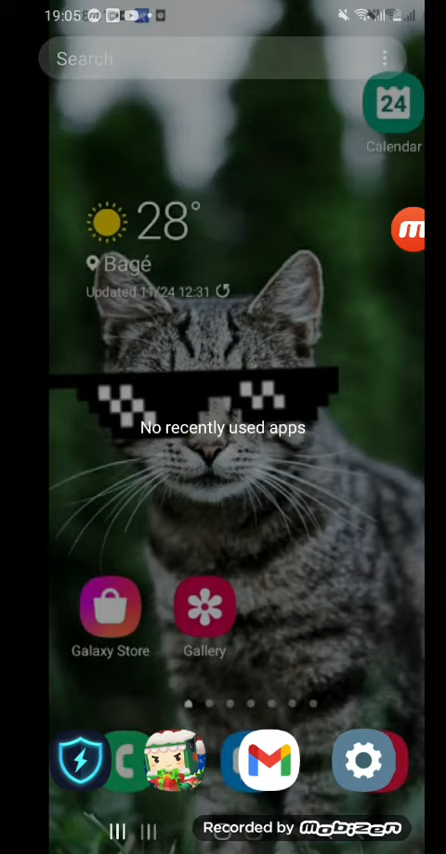 19:05
Search
24
Calendar
28°
Bagé
Updated 11/24 12:31
No recently used apps
Galaxy Store
Gallery
Recorded by Mobizen